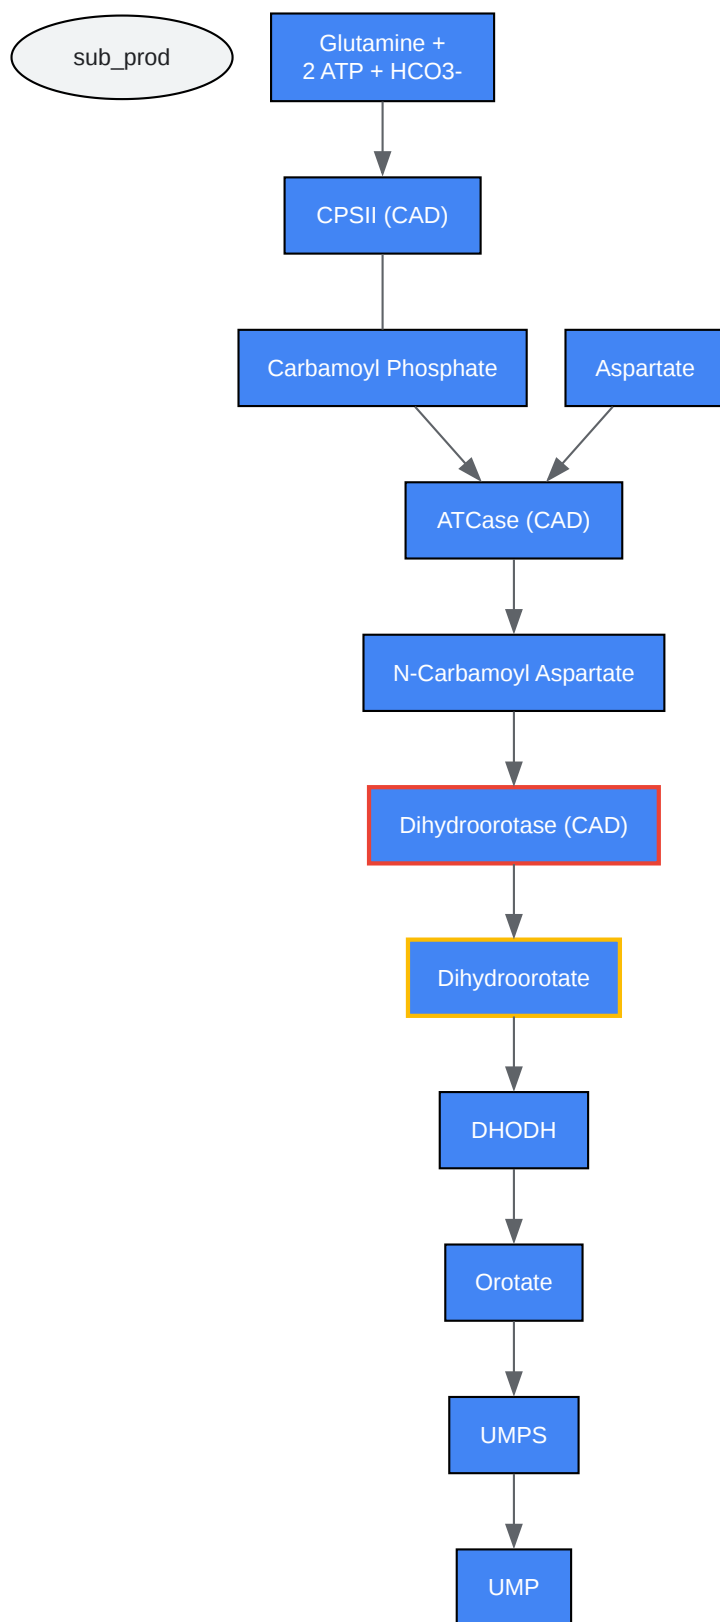 sub_prod
Glutamine +
2 ATP + HCO3-
CPSII (CAD)
Carbamoyl Phosphate
Aspartate
ATCase (CAD)
N-Carbamoyl Aspartate
Dihydroorotase (CAD)
Dihydroorotate
DHODH
Orotate
UMPS
UMP